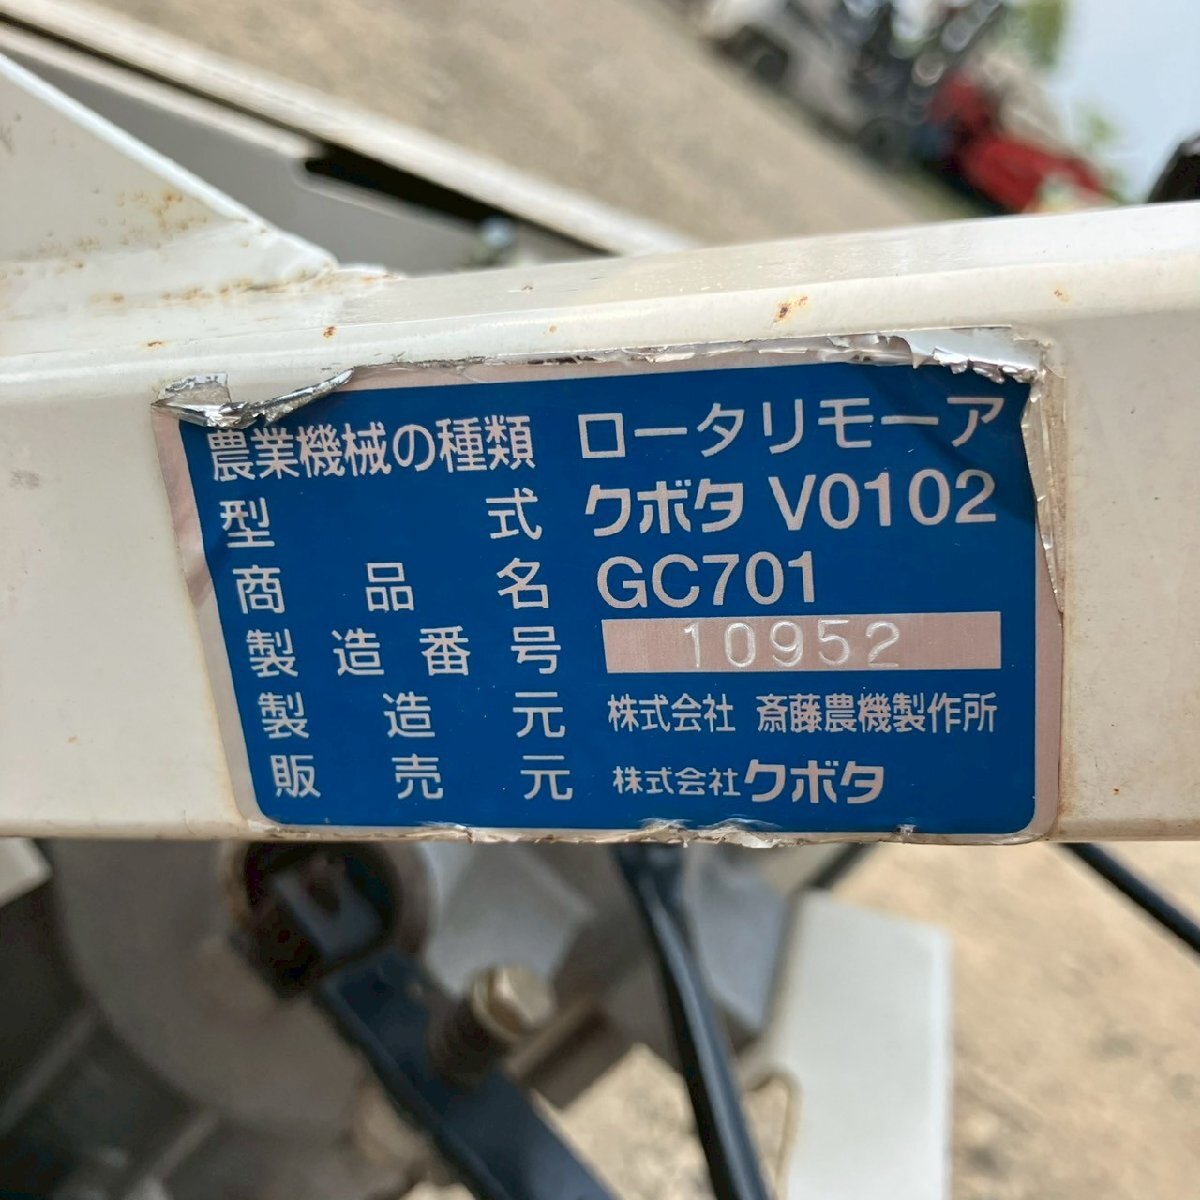 農業機械の種類 ロータリモーア
型式 クボタ V0102
商品名 GC701
製造番号 10952
製造元 株式会社 斎藤農機製作所
販売元 株式会社クボタ